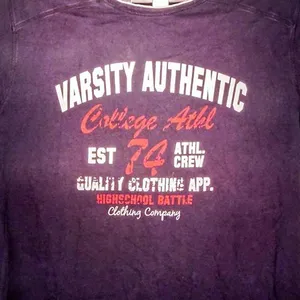 VARSITY AUTHENTIC
College Athl
EST 74 ATHL. CREW
QUALITY CLOTHING APP.
HIGHSCHOOL BATTLE
Clothing Company